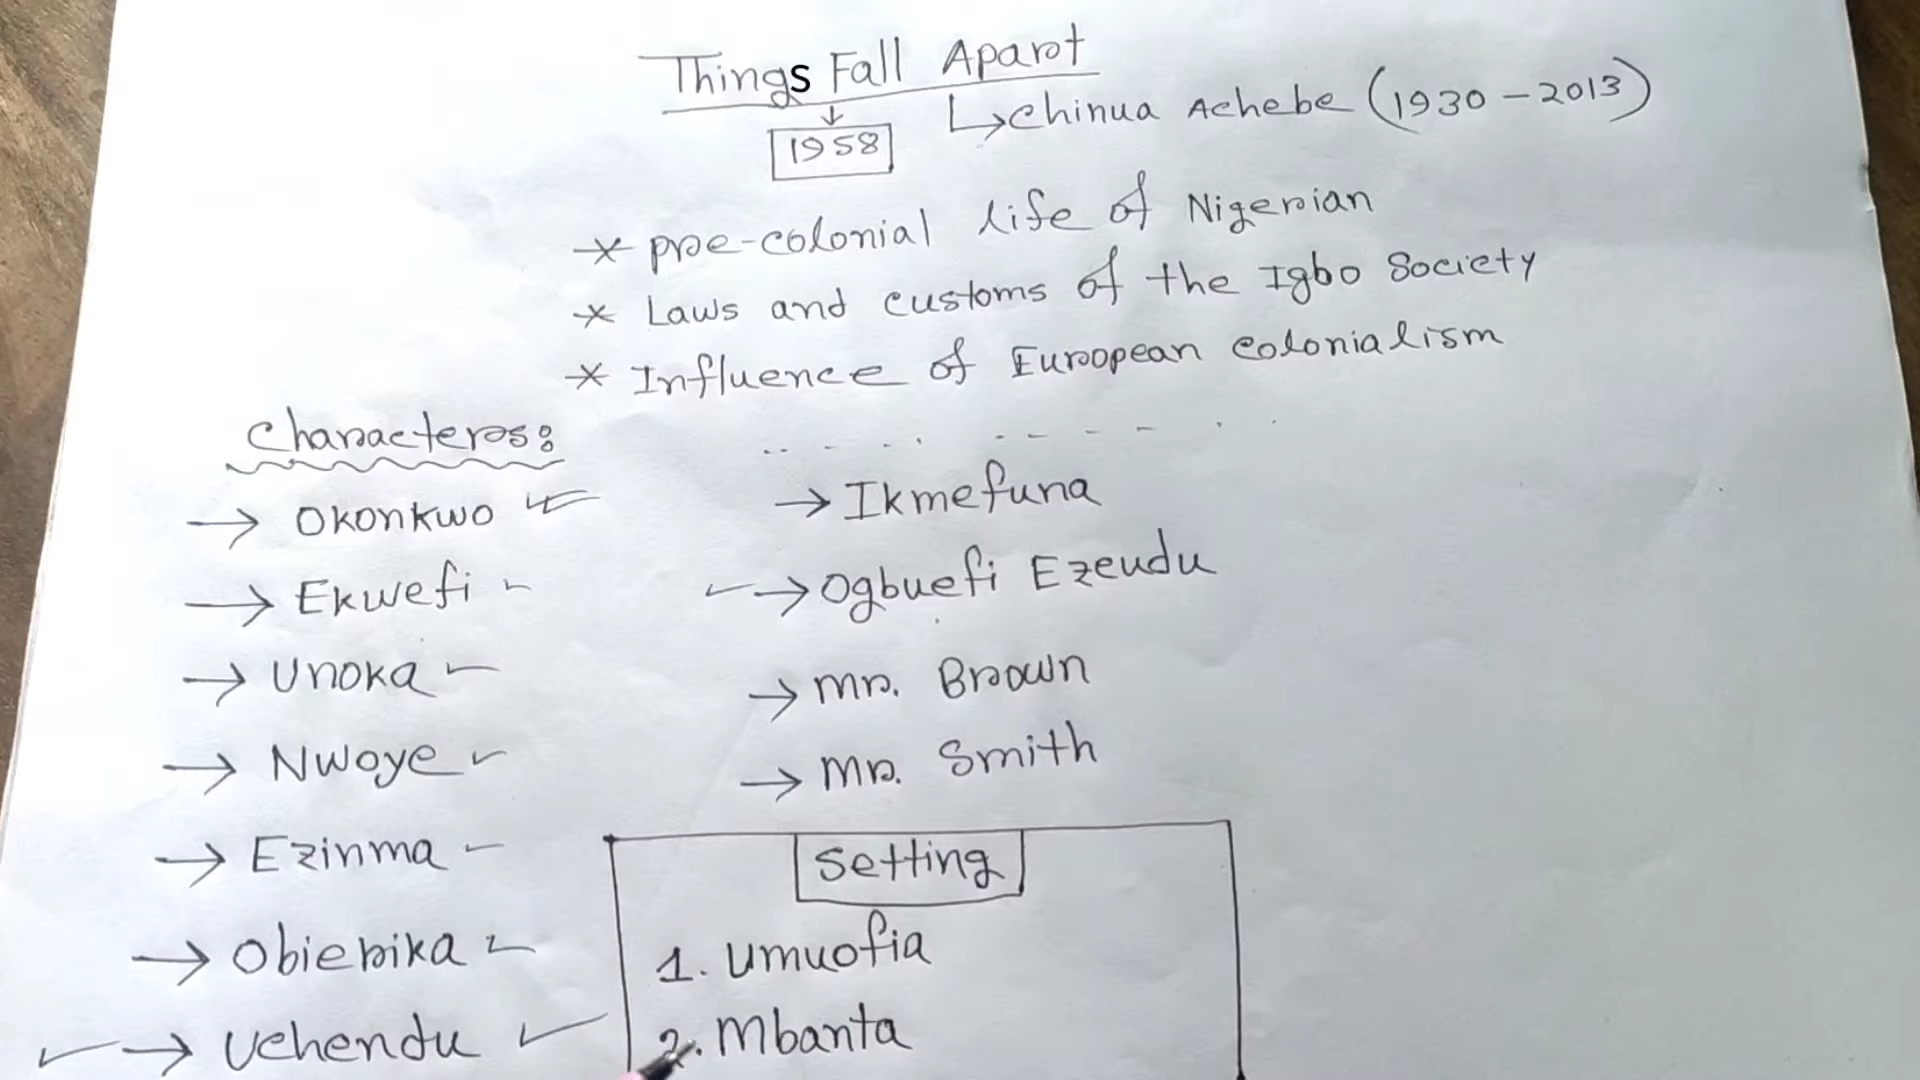 Things Fall Apart
1958
Chinua Achebe (1930-2013)
* pre-colonial life of Nigerian
* Laws and customs of the Igbo Society
* Influence of European colonialism
Characters:
→ Okonkwo
→ Ekwefi
→ Unoka
→ Nwoye
→ Ezinma
→ Obierika
→ Uchendu
→ Ikmefuna
→ Ogbuefi Ezeudu
→ Mr. Brown
→ Mr. Smith
Setting
1. Umuofia
2. Mbanta